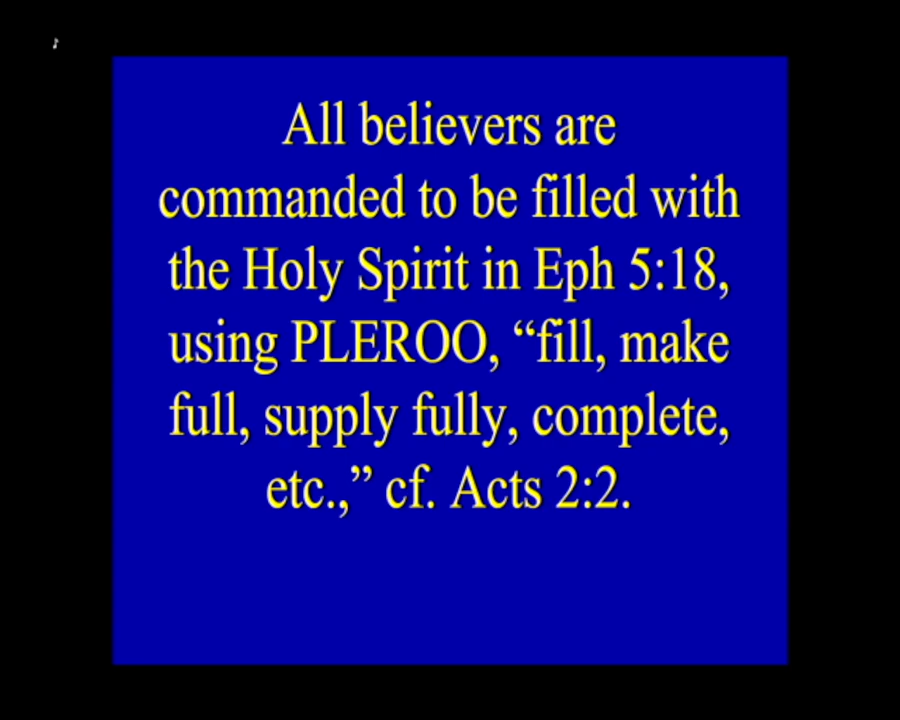 All believers are
commanded to be filled with
the Holy Spirit in Eph 5:18,
using PLEROO, “fill, make
full, supply fully, complete,
etc.,” cf. Acts 2:2.